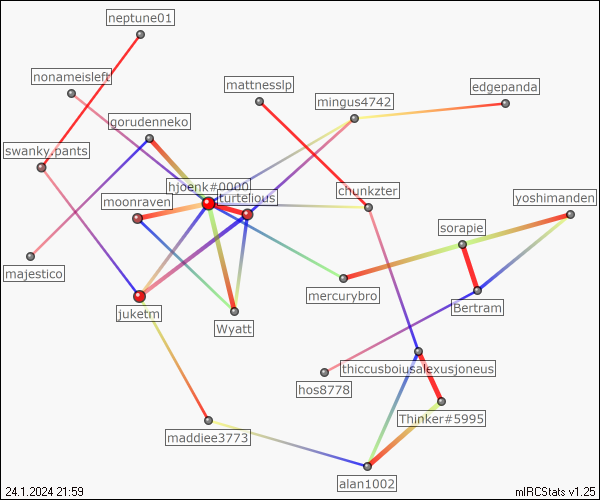 neptune01
nonameisleft
mattnesslp
edgepanda
mingus4742
gorudenneko
swanky.pants
hjoenk#0000
turtelious
chunkzter
yoshimanden
moonraven
sorapie
majestico
mercurybro
Bertram
juketm
Wyatt
thiccusboiusalexusjoneus
hos8778
Thinker#5995
maddiee3773
alan1002
24.1.2024 21:59
mIRCStats v1.25